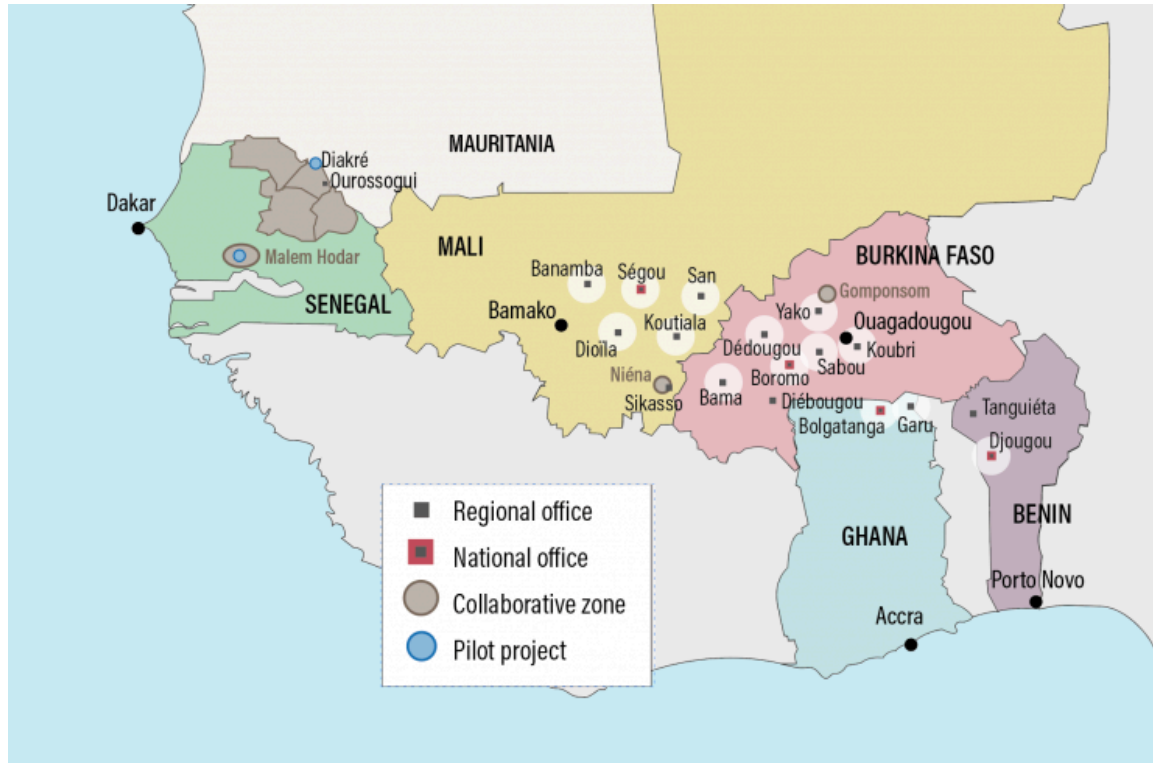 MAURITANIA
Diakré
Ourossogui
Dakar
MALI
BURKINA FASO
Malem Hodar
Banamba
Ségou
San
Gomponsom
SENEGAL
Bamako
Yako
Ouagadougou
Koutiala
Dioïla
Dédougou
Koubri
Sabou
Niéna
Boromo
Sikasso
Bama
Diébougou
Tanguiéta
Bolgatanga
Garu
Djougou
Regional office
National office
Collaborative zone
Pilot project
BENIN
GHANA
Porto Novo
Accra